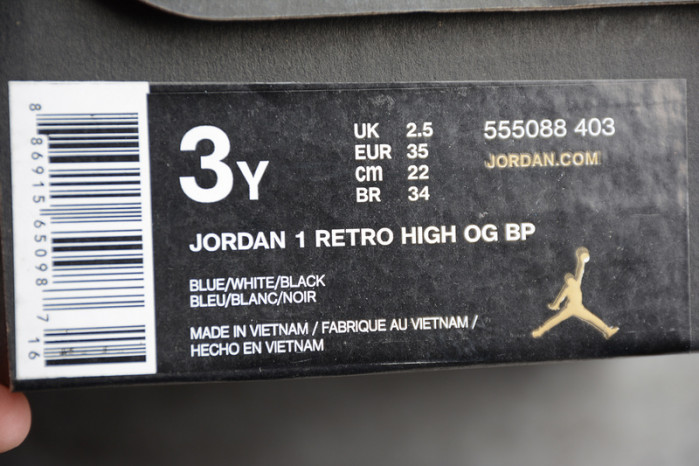 8 86915 65098 7 16
3Y
UK 2.5
EUR 35
cm 22
BR 34
555088 403
JORDAN.COM
JORDAN 1 RETRO HIGH OG BP
BLUE/WHITE/BLACK
BLEU/BLANC/NOIR
MADE IN VIETNAM / FABRIQUE AU VIETNAM /
HECHO EN VIETNAM